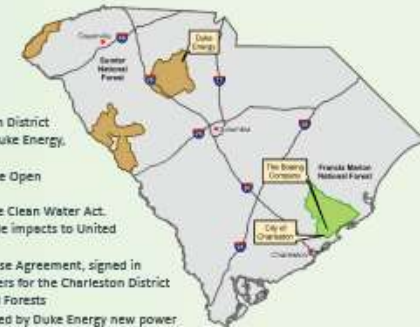 Duke
Energy
Greenville
Sumter
National
Forest
n District
Duke Energy,
Columbia
e Open
The Boeing
Company
Francis Marion
National Forest
e Clean Water Act.
le impacts to United
City of
Charleston
Charleston
se Agreement, signed in
ers for the Charleston District
l Forests
ed by Duke Energy new power